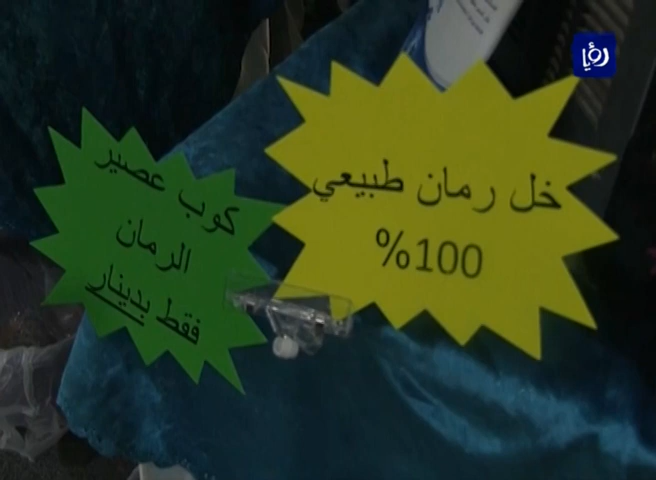 رؤيا
خل رمان طبيعي
100%
كوب عصير
الرمان
فقط بدينار